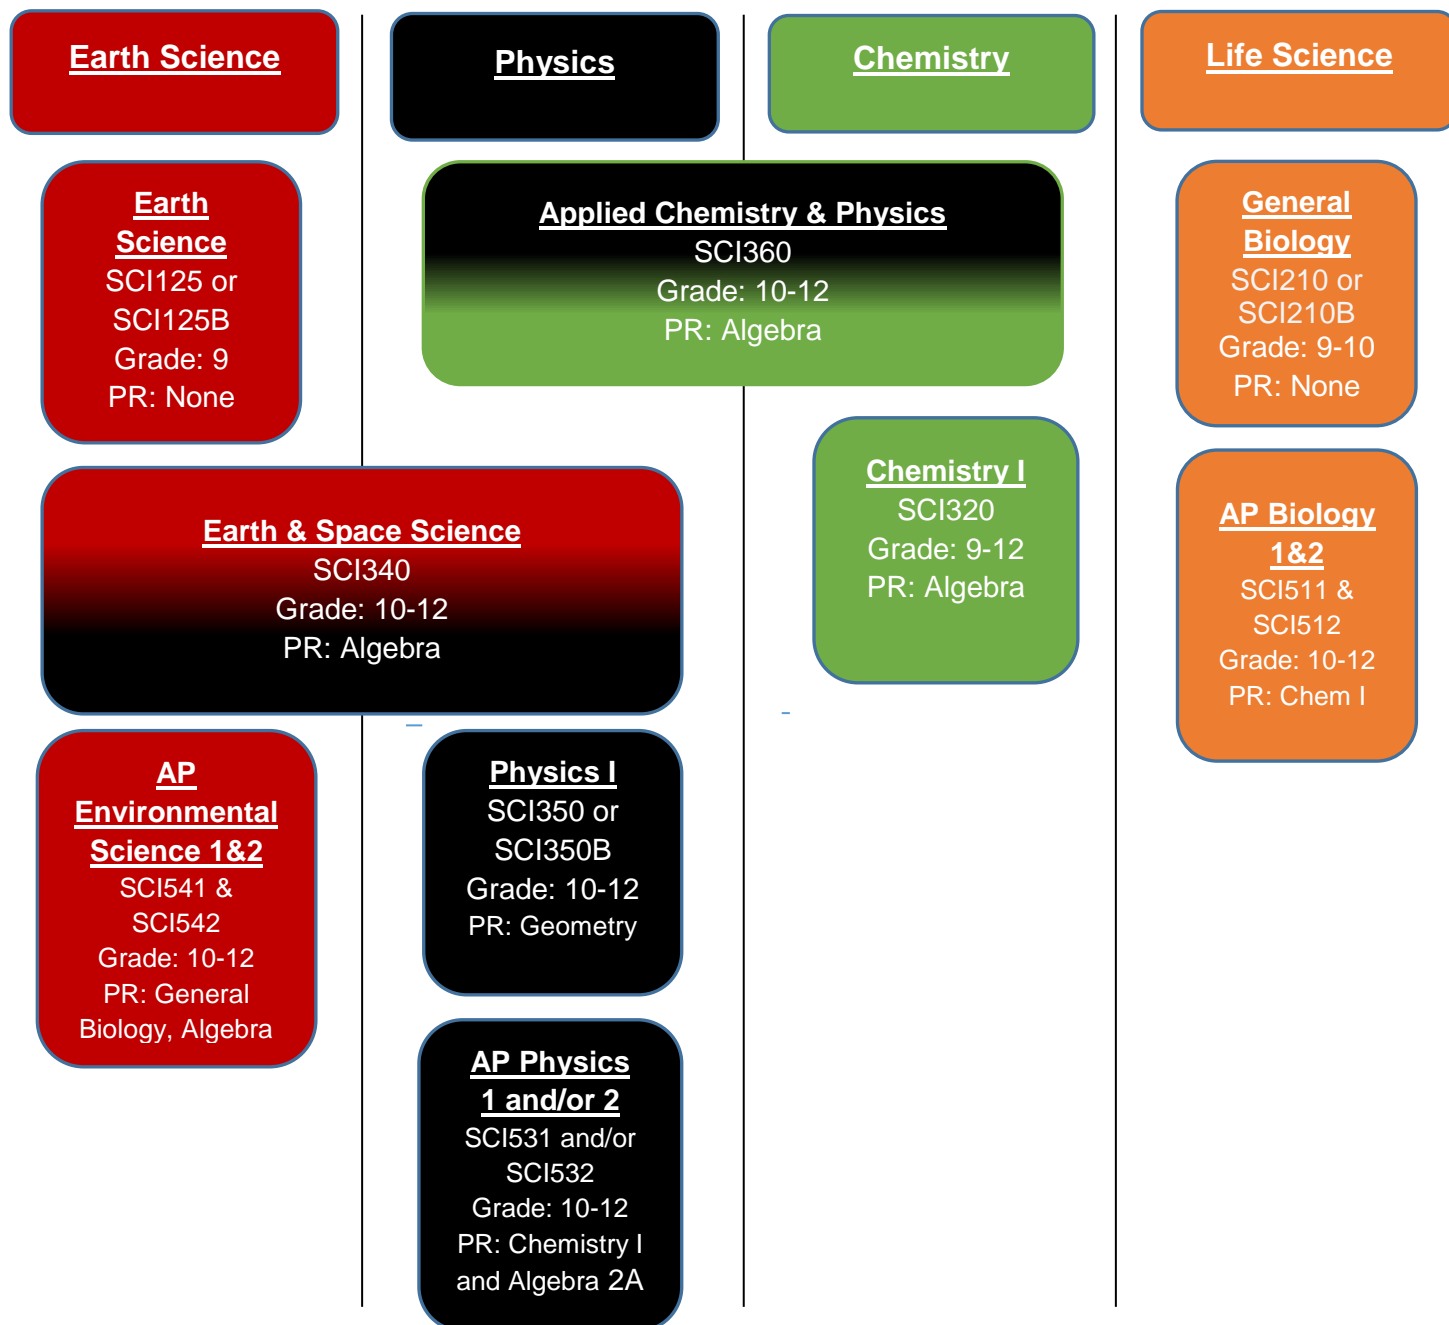 Earth Science
Physics
Chemistry
Life Science
Earth
Science
SCI125 or
SCI125B
Grade: 9
PR: None
Applied Chemistry & Physics
SCI360
Grade: 10-12
PR: Algebra
General
Biology
SCI210 or
SCI210B
Grade: 9-10
PR: None
Earth & Space Science
SCI340
Grade: 10-12
PR: Algebra
Chemistry I
SCI320
Grade: 9-12
PR: Algebra
AP Biology
1&2
SCI511 &
SCI512
Grade: 10-12
PR: Chem I
AP
Environmental
Science 1&2
SCI541 &
SCI542
Grade: 10-12
PR: General
Biology, Algebra
Physics I
SCI350 or
SCI350B
Grade: 10-12
PR: Geometry
AP Physics
1 and/or 2
SCI531 and/or
SCI532
Grade: 10-12
PR: Chemistry I
and Algebra 2A